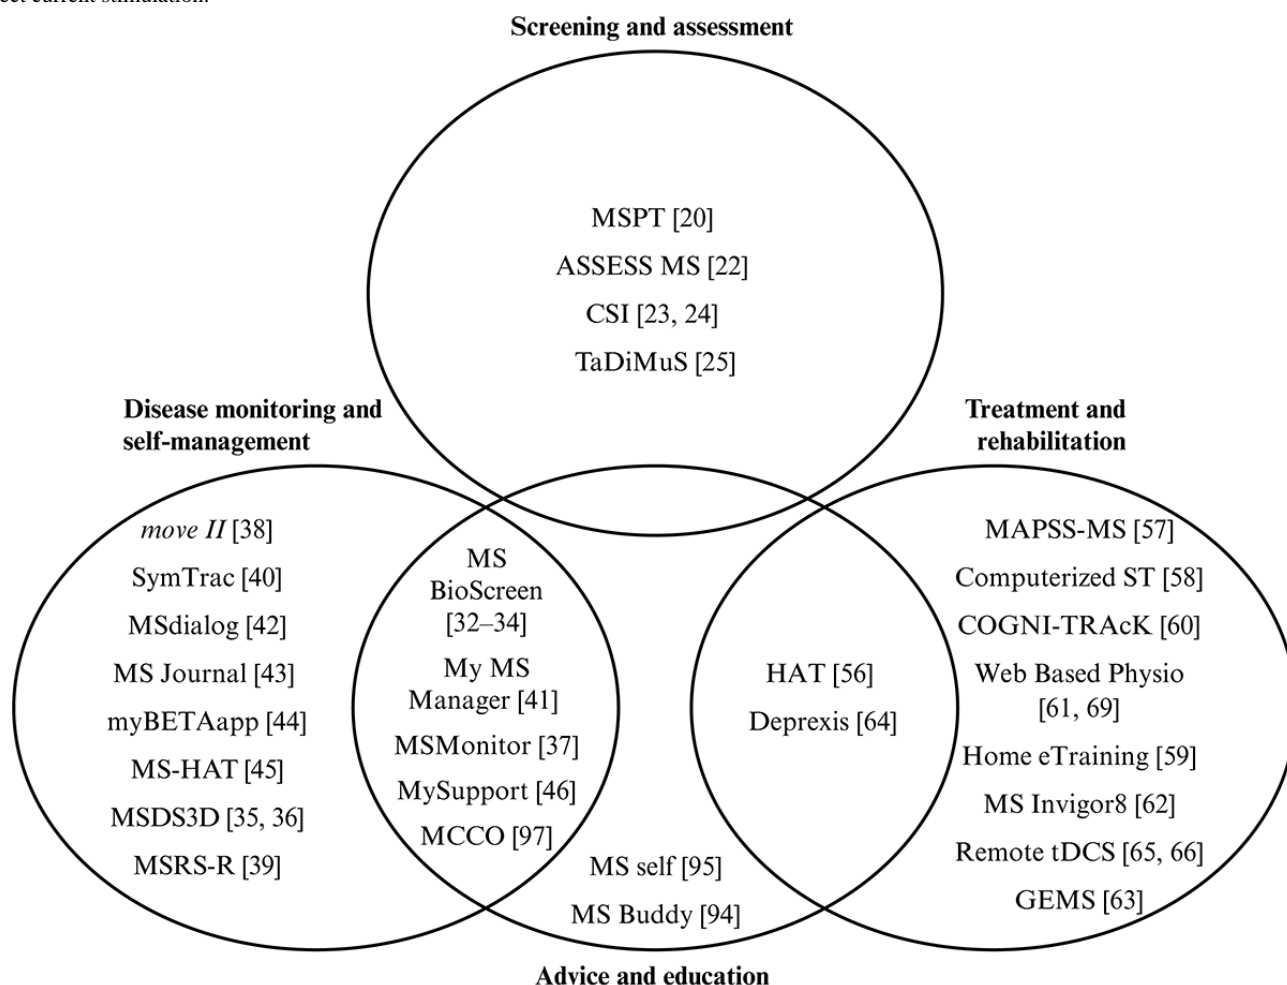 ect current stimulation.
Screening and assessment
MSPT [20]
ASSESS MS [22]
CSI [23, 24]
TaDiMuS [25]
Disease monitoring and
self-management
Treatment and
rehabilitation
move II [38]
SymTrac [40]
MSdialog [42]
MS Journal [43]
myBETAapp [44]
MS-HAT [45]
MSDS3D [35, 36]
MSRS-R [39]
MS
BioScreen
[32–34]
My MS
Manager [41]
MSMonitor [37]
MySupport [46]
MCCO [97]
MS self [95]
MS Buddy [94]
HAT [56]
Deprexis [64]
MAPSS-MS [57]
Computerized ST [58]
COGNI-TRAcK [60]
Web Based Physio
[61, 69]
Home eTraining [59]
MS Invigor8 [62]
Remote tDCS [65, 66]
GEMS [63]
Advice and education